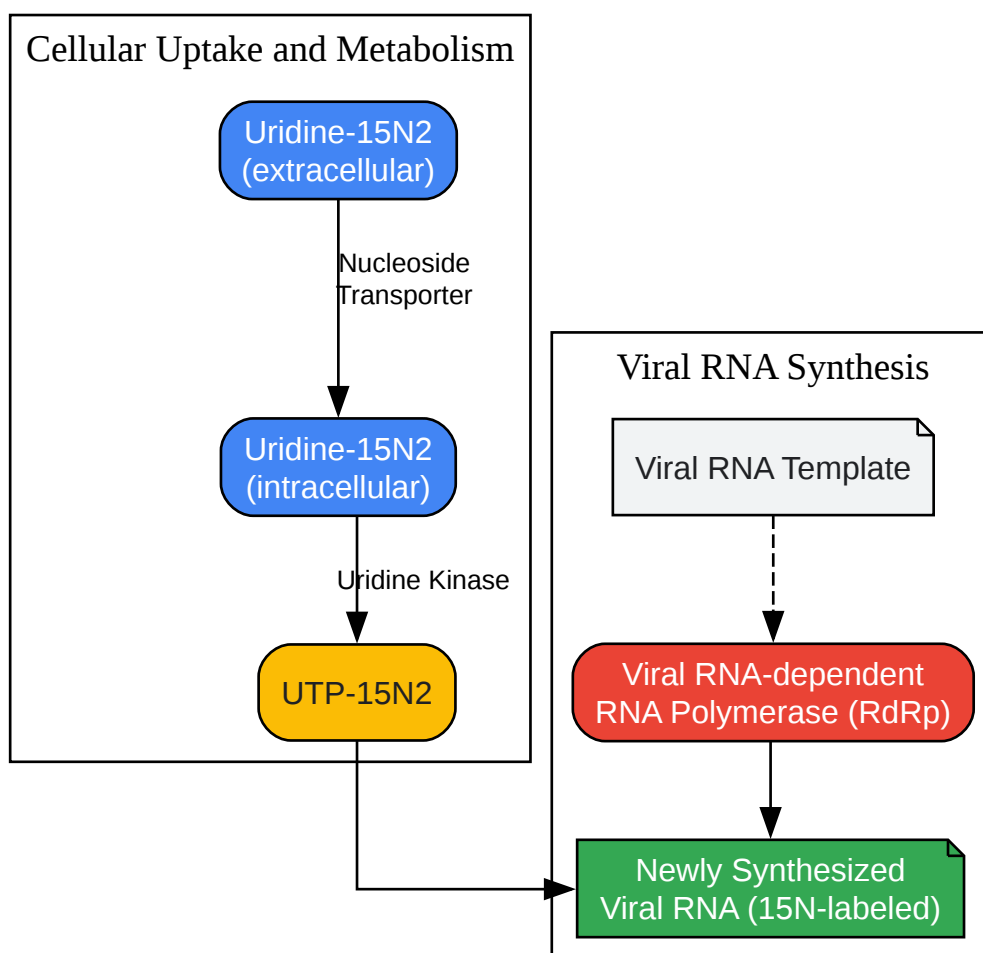 Cellular Uptake and Metabolism
Uridine-15N2
(extracellular)
Nucleoside
Transporter
Uridine-15N2
(intracellular)
Uridine Kinase
UTP-15N2
Viral RNA Synthesis
Viral RNA Template
Viral RNA-dependent
RNA Polymerase (RdRp)
Newly Synthesized
Viral RNA (15N-labeled)